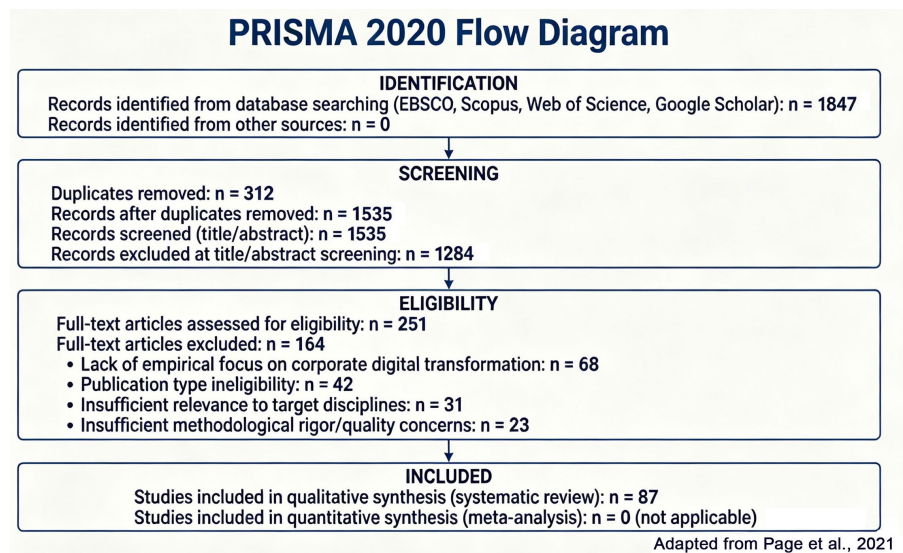 PRISMA 2020 Flow Diagram
IDENTIFICATION
Records identified from database searching (EBSCO, Scopus, Web of Science, Google Scholar): n = 1847
Records identified from other sources: n = 0
SCREENING
Duplicates removed: n = 312
Records after duplicates removed: n = 1535
Records screened (title/abstract): n = 1535
Records excluded at title/abstract screening: n = 1284
ELIGIBILITY
Full-text articles assessed for eligibility: n = 251
Full-text articles excluded: n = 164
• Lack of empirical focus on corporate digital transformation: n = 68
• Publication type ineligibility: n = 42
• Insufficient relevance to target disciplines: n = 31
• Insufficient methodological rigor/quality concerns: n = 23
INCLUDED
Studies included in qualitative synthesis (systematic review): n = 87
Studies included in quantitative synthesis (meta-analysis): n = 0 (not applicable)
Adapted from Page et al., 2021